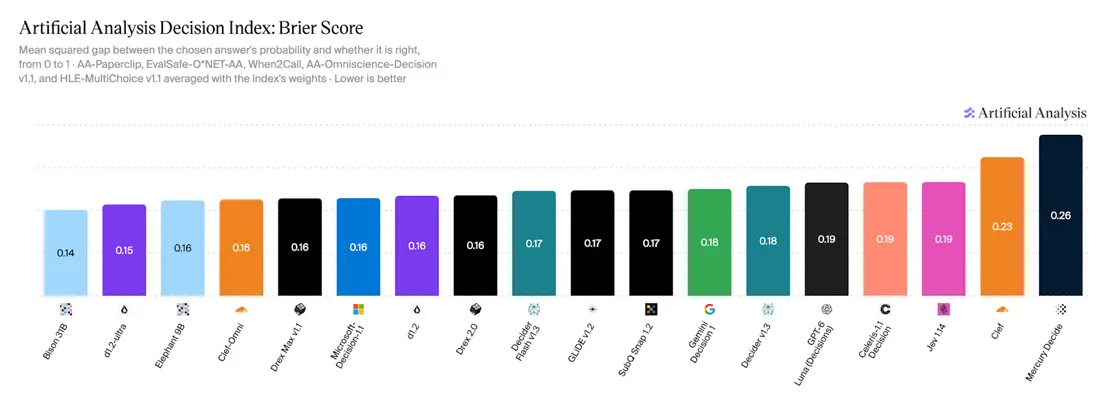 Artificial Analysis Decision Index: Brier Score
Mean squared gap between the chosen answer's probability and whether it is right,
from 0 to 1 · AA-Paperclip, EvalSafe-O*NET-AA, When2Call, AA-Omniscience-Decision
v1.1, and HLE-MultiChoice v1.1 averaged with the index's weights · Lower is better
Artificial Analysis
0.14
0.15
0.16
0.16
0.16
0.16
0.16
0.16
0.17
0.17
0.17
0.18
0.18
0.19
0.19
0.19
0.23
0.26
Bison 31B
d1.2-ultra
Elephant 9B
Clef-Omni
Drex Max v1.1
Microsoft-
Decision-1.1
d1.2
Drex 2.0
Decider
Flash v1.3
GLiDE v1.2
SubQ Snap 1.2
Gemini
Decision 1
Decider v1.3
GPT-6
Luna (Decisions)
Celeris-1.1
Decision
Jev 1.14
Clef
Mercury Decide